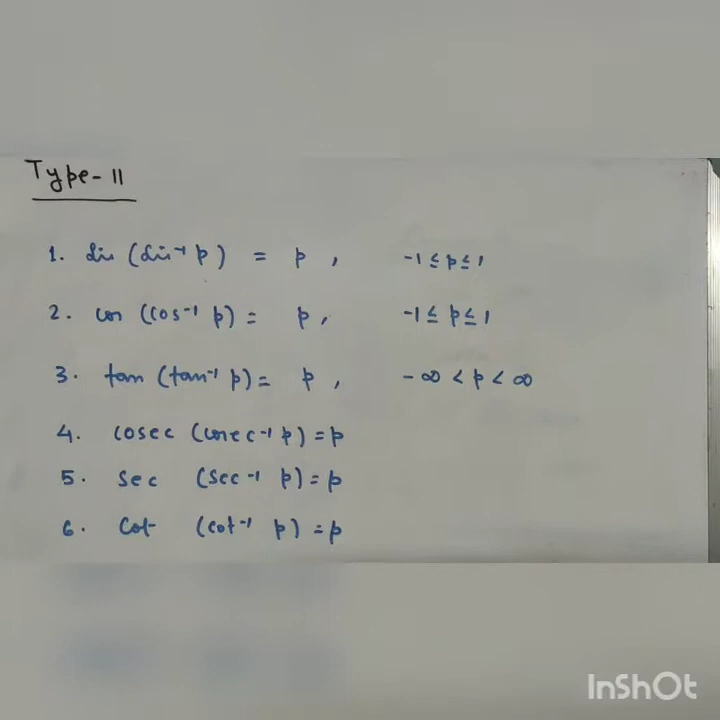 Type-II
1. sin (sin⁻¹ p) = p, -1 ≤ p ≤ 1
2. cos (cos⁻¹ p) = p, -1 ≤ p ≤ 1
3. tan (tan⁻¹ p) = p, -∞ < p < ∞
4. cosec (cosec⁻¹ p) = p
5. sec (sec⁻¹ p) = p
6. cot (cot⁻¹ p) = p
InShOt